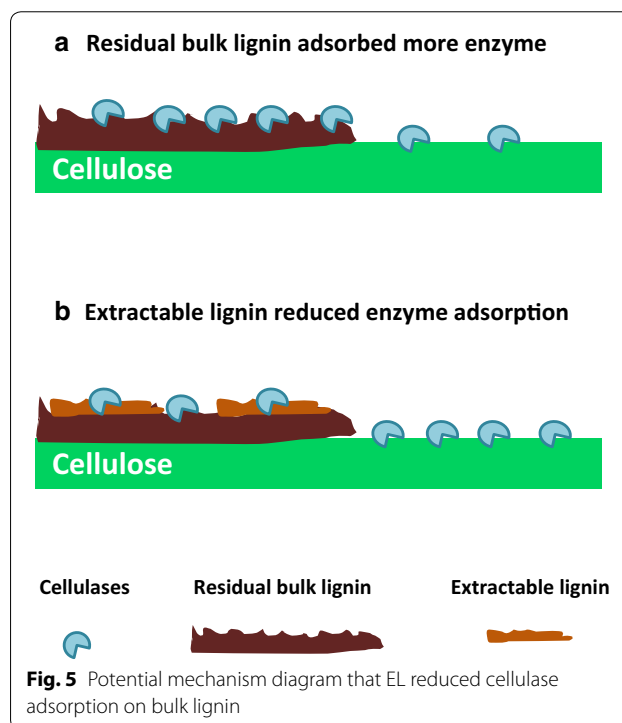 a Residual bulk lignin adsorbed more enzyme
Cellulose
b Extractable lignin reduced enzyme adsorption
Cellulose
Cellulases Residual bulk lignin Extractable lignin
Fig. 5 Potential mechanism diagram that EL reduced cellulase
adsorption on bulk lignin